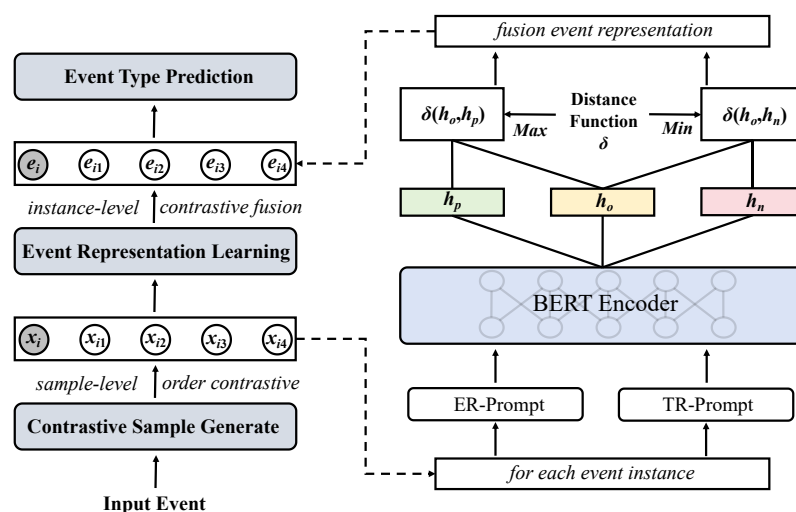 fusion event representation
Event Type Prediction
δ(hₒ,hₚ)
Max
Distance
Function
δ
Min
δ(hₒ,hₙ)
eᵢ eᵢ₁ eᵢ₂ eᵢ₃ eᵢ₄
instance-level contrastive fusion
hₚ hₒ hₙ
Event Representation Learning
BERT Encoder
xᵢ xᵢ₁ xᵢ₂ xᵢ₃ xᵢ₄
sample-level order contrastive
ER-Prompt TR-Prompt
Contrastive Sample Generate
for each event instance
Input Event